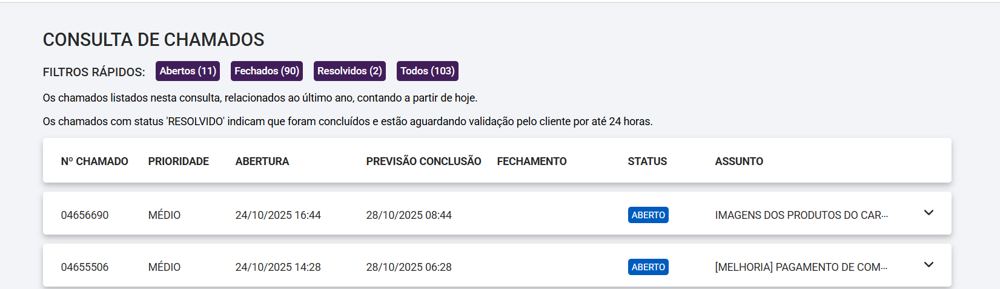 CONSULTA DE CHAMADOS
FILTROS RÁPIDOS: Abertos (11) Fechados (90) Resolvidos (2) Todos (103)
Os chamados listados nesta consulta, relacionados ao último ano, contando a partir de hoje.
Os chamados com status 'RESOLVIDO' indicam que foram concluídos e estão aguardando validação pelo cliente por até 24 horas.
Nº CHAMADO PRIORIDADE ABERTURA PREVISÃO CONCLUSÃO FECHAMENTO STATUS ASSUNTO
04656690 MÉDIO 24/10/2025 16:44 28/10/2025 08:44 ABERTO IMAGENS DOS PRODUTOS DO CAR...
04655506 MÉDIO 24/10/2025 14:28 28/10/2025 06:28 ABERTO [MELHORIA] PAGAMENTO DE COM...